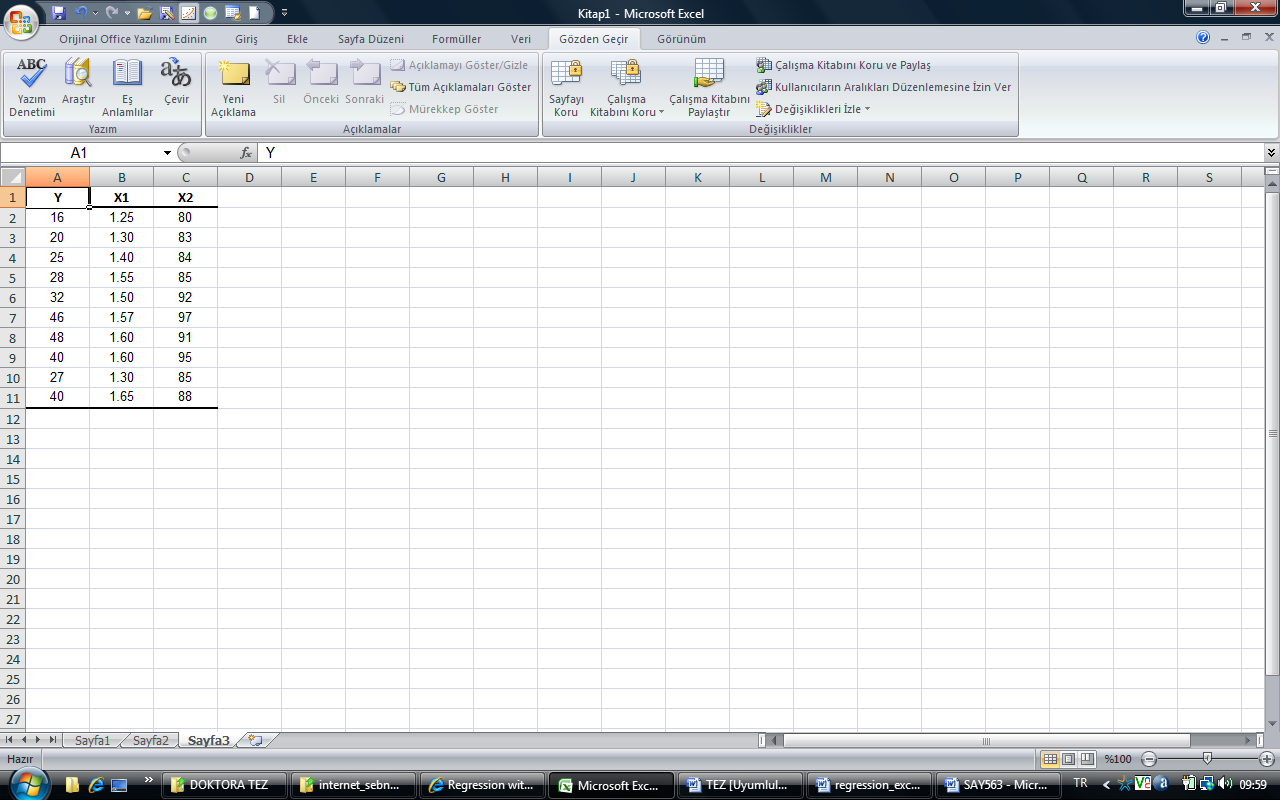 Kitap1 - Microsoft Excel
Orijinal Office Yazılımı Edinin Giriş Ekle Sayfa Düzeni Formüller Veri Gözden Geçir Görünüm
ABC Açıklamayı Göster/Gizle Çalışma Kitabını Koru ve Paylaş
Tüm Açıklamaları Göster Kullanıcıların Aralıkları Düzenlemesine İzin Ver
Yazım Denetimi Araştır Eş Anlamlılar Çevir Yeni Açıklama Sil Önceki Sonraki Mürekkep Göster Sayfayı Koru Çalışma Kitabını Koru Çalışma Kitabını Paylaştır Değişiklikleri İzle
Yazım Açıklamalar Değişiklikler
A1 fx Y
A B C D E F G H I J K L M N O P Q R S
1 Y X1 X2
2 16 1.25 80
3 20 1.30 83
4 25 1.40 84
5 28 1.55 85
6 32 1.50 92
7 46 1.57 97
8 48 1.60 91
9 40 1.60 95
10 27 1.30 85
11 40 1.65 88
12
13
14
15
16
17
18
19
20
21
22
23
24
25
26
27
Sayfa1 Sayfa2 Sayfa3
Hazır %100
DOKTORA TEZ internet_sebn... Regression wit... Microsoft Exc... TEZ [Uyumlul... regression_exc... SAY563 - Micr... TR 09:59